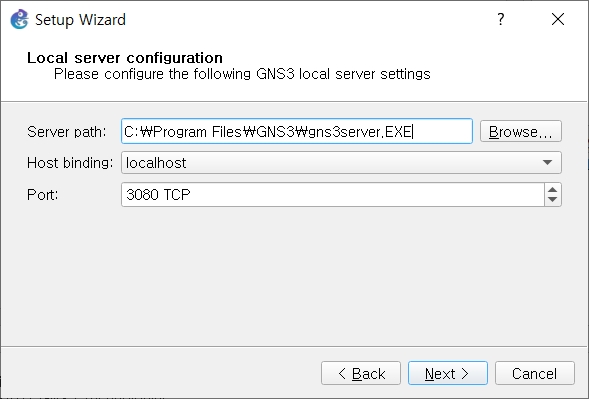 Setup Wizard
Local server configuration
Please configure the following GNS3 local server settings
Server path: C:₩Program Files₩GNS3₩gns3server.EXE Browse...
Host binding: localhost
Port: 3080 TCP
< Back Next > Cancel